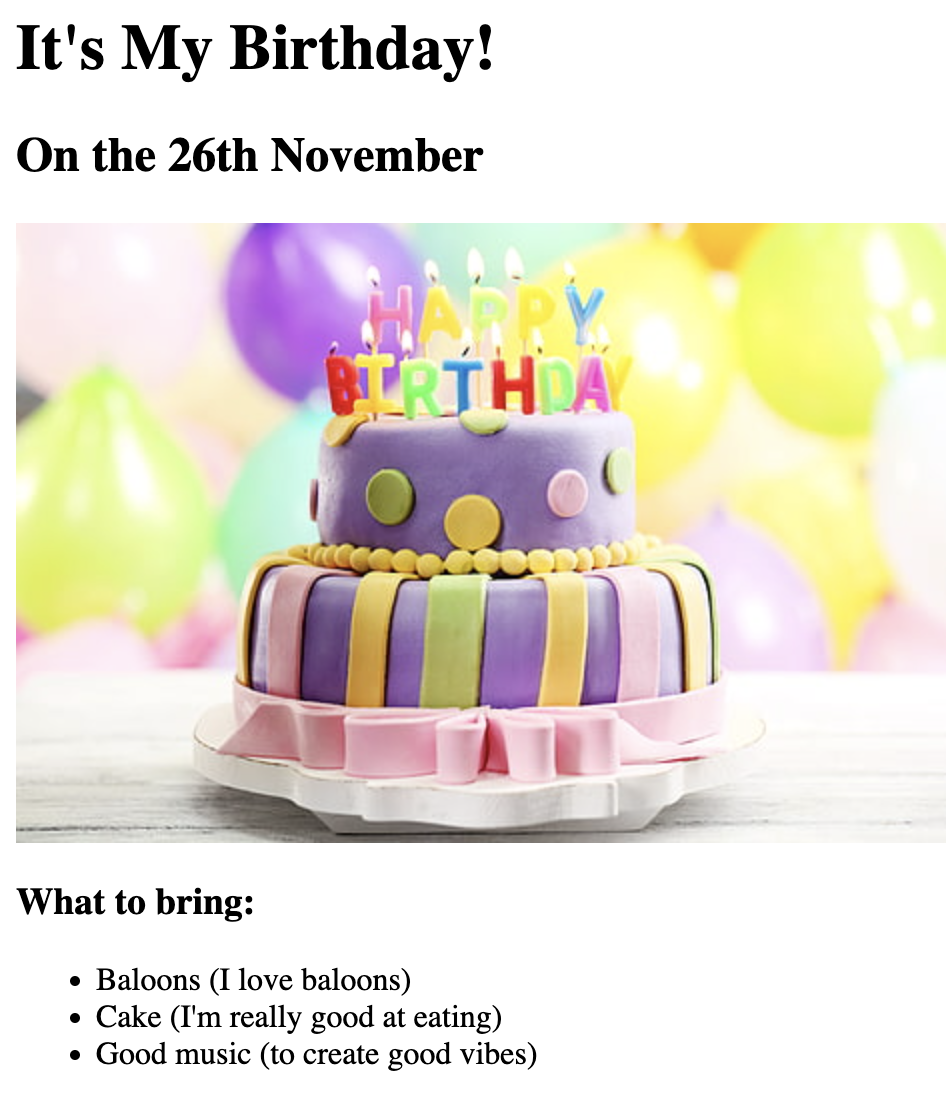 It's My Birthday!
On the 26th November
HAPPY
BIRTHDAY
What to bring:
Baloons (I love baloons)
Cake (I'm really good at eating)
Good music (to create good vibes)